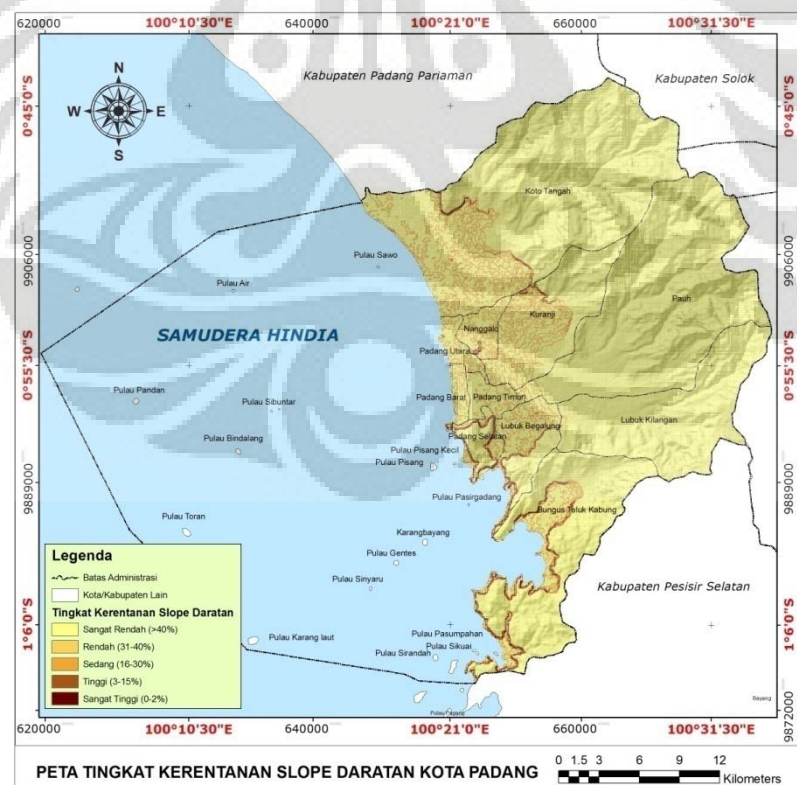 620000
100°10'30"E
640000
100°21'0"E
660000
100°31'30"E
N
W E
S
Kabupaten Padang Pariaman
Kabupaten Solok
0°45'0"S
0°45'0"S
Koto Tangah
9906000
9906000
Pulau Sawo
Pulau Air
Pauh
Kuranji
Nanggalo
SAMUDERA HINDIA
Padang Utara
0°55'30"S
0°55'30"S
Pulau Pandan
Padang Barat
Padang Timur
Pulau Sibuntar
Lubuk Kilangan
Lubuk Begalung
Padang Selatan
Pulau Bindalang
Pulau Pisang Kecil
Pulau Pisang
9889000
9889000
Pulau Pasirgadang
Bungus Teluk Kabung
Pulau Toran
Karangbayang
Pulau Gentes
Pulau Sinyaru
Kabupaten Pesisir Selatan
Legenda
Batas Administrasi
Kota/Kabupaten Lain
Tingkat Kerentanan Slope Daratan
Sangat Rendah (>40%)
Rendah (31-40%)
Sedang (16-30%)
Tinggi (3-15%)
Sangat Tinggi (0-2%)
1°6'0"S
1°6'0"S
Pulau Karang laut
Pulau Pasumpahan
Pulau Sikuai
Pulau Sirandah
Bayang
9872000
620000
100°10'30"E
640000
100°21'0"E
660000
100°31'30"E
PETA TINGKAT KERENTANAN SLOPE DARATAN KOTA PADANG
0 1.5 3 6 9 12
Kilometers